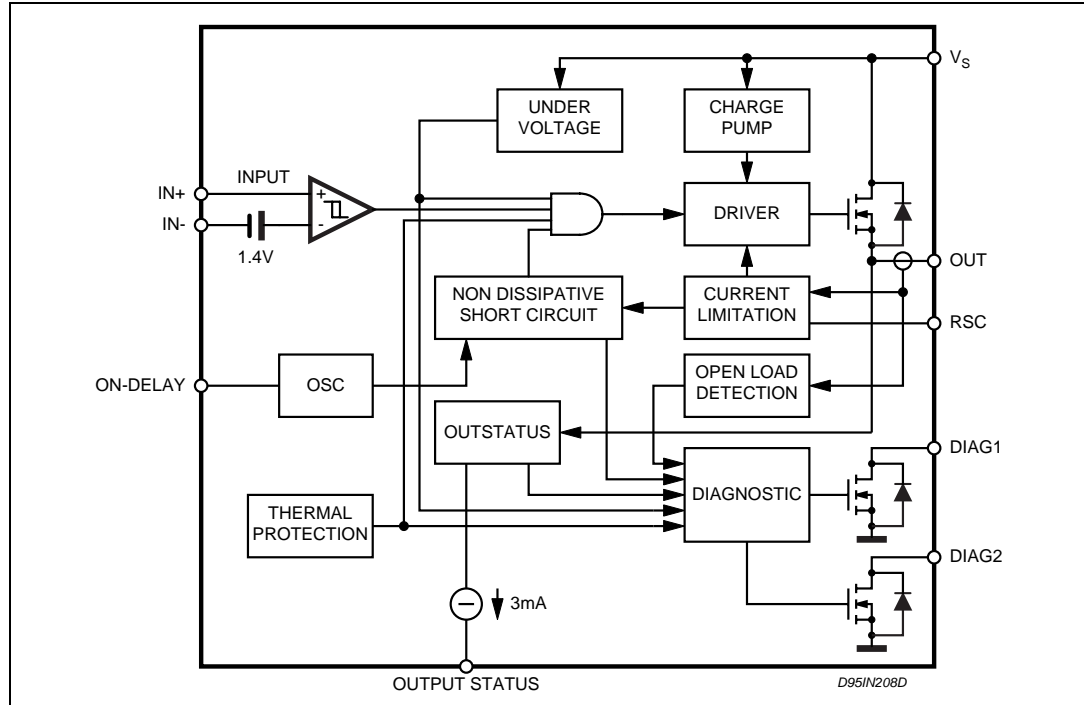 VS
UNDER
VOLTAGE
CHARGE
PUMP
INPUT
IN+
+
DRIVER
IN-
-
1.4V
OUT
NON DISSIPATIVE
SHORT CIRCUIT
CURRENT
LIMITATION
RSC
ON-DELAY
OSC
OPEN LOAD
DETECTION
OUTSTATUS
DIAG1
DIAGNOSTIC
THERMAL
PROTECTION
DIAG2
3mA
OUTPUT STATUS
D95IN208D